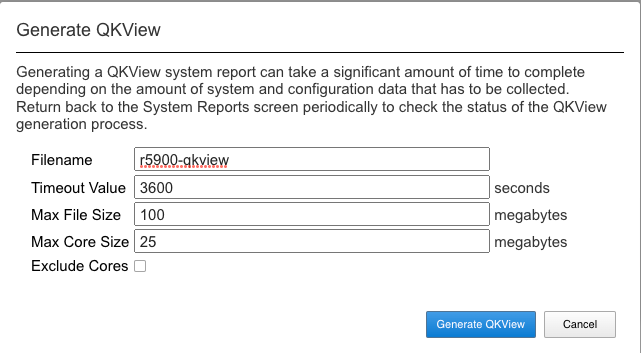 Generate QKView
Generating a QKView system report can take a significant amount of time to complete
depending on the amount of system and configuration data that has to be collected.
Return back to the System Reports screen periodically to check the status of the QKView
generation process.
Filename r5900-qkview
Timeout Value 3600 seconds
Max File Size 100 megabytes
Max Core Size 25 megabytes
Exclude Cores
Generate QKView Cancel